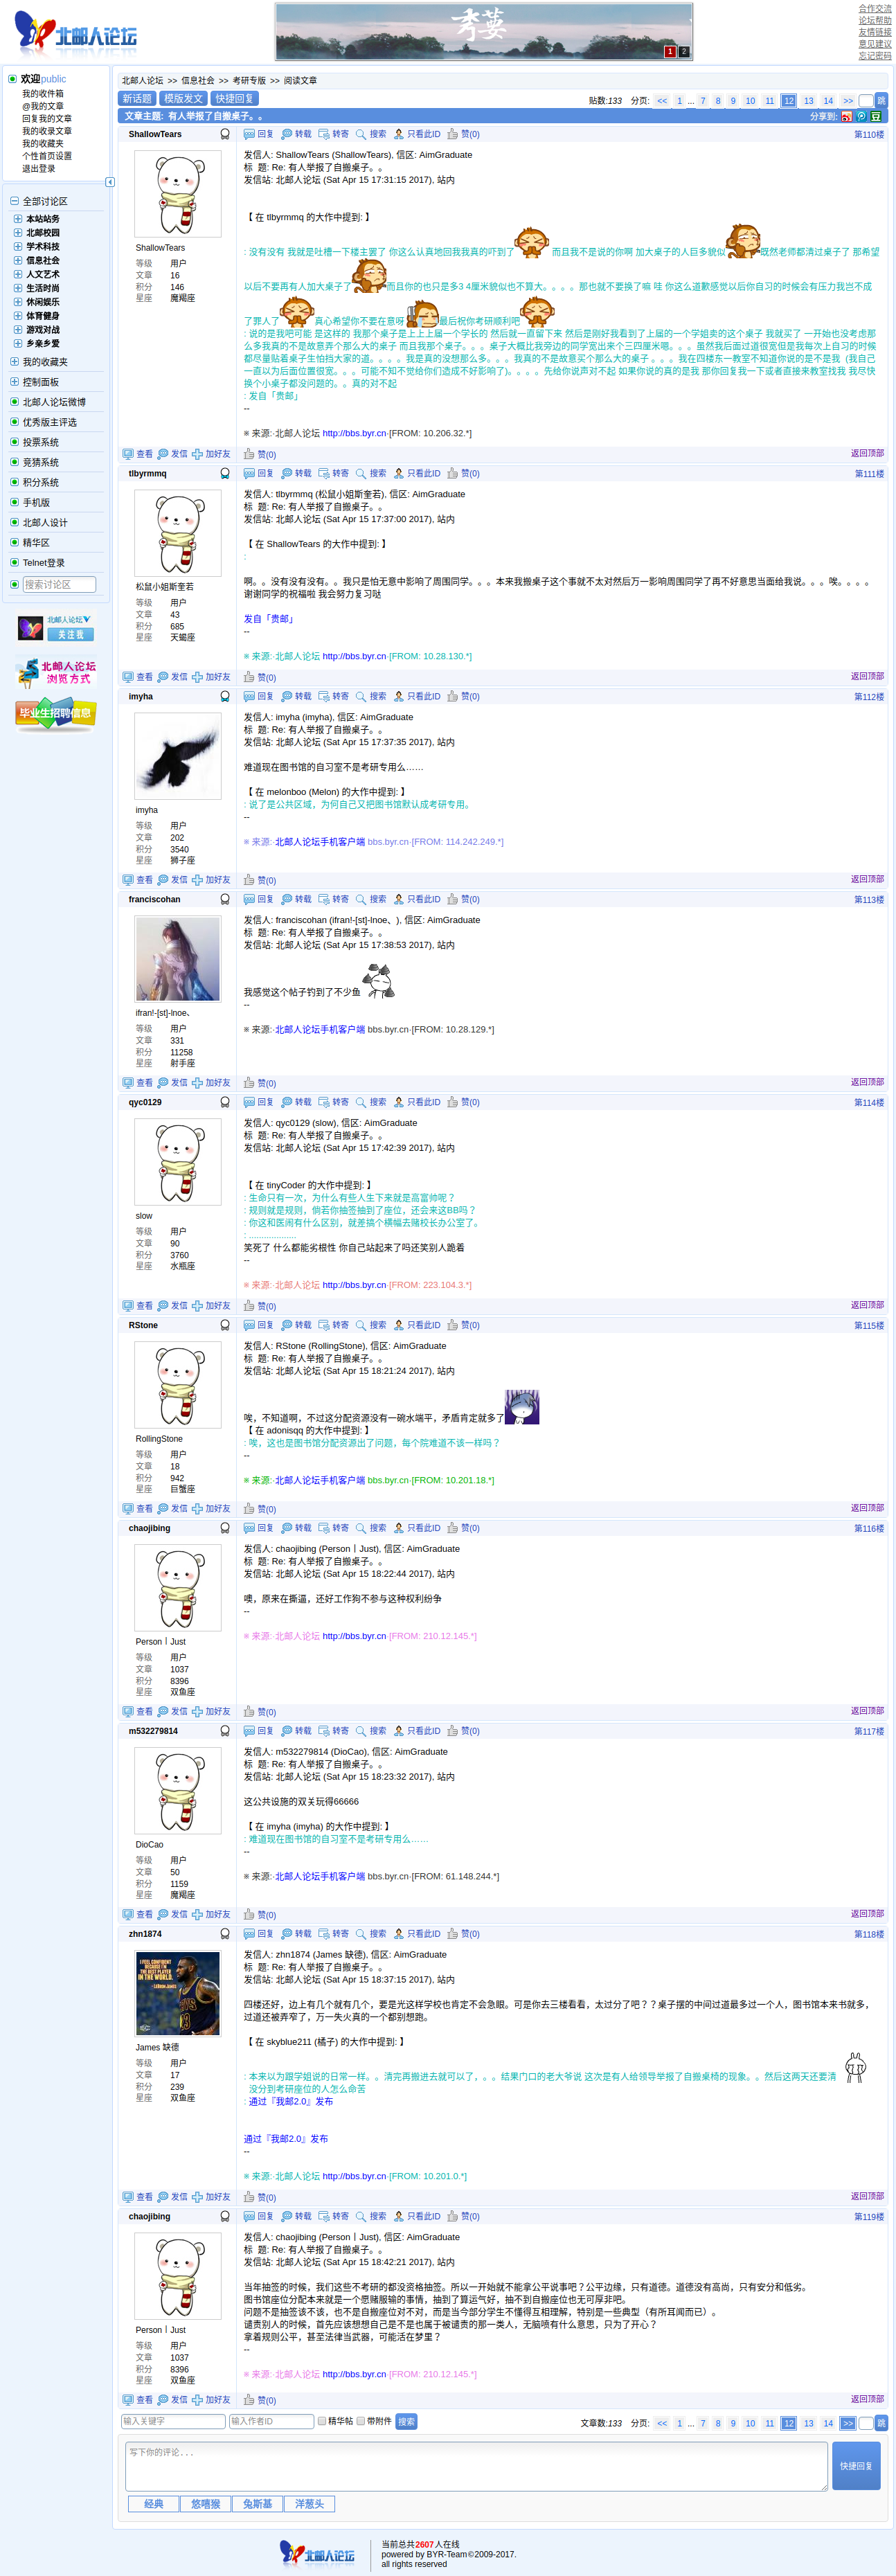 北邮人论坛
秀萼
1 2
合作交流
论坛帮助
友情链接
意见建议
忘记密码
欢迎public
我的收件箱
@我的文章
回复我的文章
我的收录文章
我的收藏夹
个性首页设置
退出登录
全部讨论区
本站站务
北邮校园
学术科技
信息社会
人文艺术
生活时尚
休闲娱乐
体育健身
游戏对战
乡亲乡爱
我的收藏夹
控制面板
北邮人论坛微博
优秀版主评选
投票系统
竞猜系统
积分系统
手机版
北邮人设计
精华区
Telnet登录
搜索讨论区
北邮人论坛
关注我
北邮人论坛
浏览方式
毕业生招聘信息
北邮人论坛 >> 信息社会 >> 考研专版 >> 阅读文章
新话题 模版发文 快捷回复
贴数:133 分页: << 1 ... 7 8 9 10 11 12 13 14 >> 跳
文章主题: 有人举报了自搬桌子。。
分享到:
ShallowTears
回复 转载 转寄 搜索 只看此ID 赞(0) 第110楼
ShallowTears
等级 用户
文章 16
积分 146
星座 魔羯座
发信人: ShallowTears (ShallowTears), 信区: AimGraduate
标 题: Re: 有人举报了自搬桌子。。
发信站: 北邮人论坛 (Sat Apr 15 17:31:15 2017), 站内
【 在 tlbyrmmq 的大作中提到: 】
: 没有没有 我就是吐槽一下楼主罢了 你这么认真地回我我真的吓到了 而且我不是说的你啊 加大桌子的人巨多貌似 既然老师都清过桌子了 那希望
以后不要再有人加大桌子了 而且你的也只是多3 4厘米貌似也不算大。。。。那也就不要换了嘛 哇 你这么道歉感觉以后你自习的时候会有压力我岂不成
了罪人了 真心希望你不要在意呀 最后祝你考研顺利吧
: 说的是我吧可能 是这样的 我那个桌子是上上上届一个学长的 然后就一直留下来 然后是刚好我看到了上届的一个学姐卖的这个桌子 我就买了 一开始也没考虑那
么多我真的不是故意弄个那么大的桌子 而且我那个桌子。。。桌子大概比我旁边的同学宽出来个三四厘米嗯。。。虽然我后面过道很宽但是我每次上自习的时候
都尽量贴着桌子生怕挡大家的道。。。。我是真的没想那么多。。。我真的不是故意买个那么大的桌子 。。。我在四楼东一教室不知道你说的是不是我（我自己
一直以为后面位置很宽。。。可能不知不觉给你们造成不好影响了)。。。。先给你说声对不起 如果你说的真的是我 那你回复我一下或者直接来教室找我 我尽快
换个小桌子都没问题的。。真的对不起
: 发自「贵邮」
--
※ 来源:·北邮人论坛 http://bbs.byr.cn·[FROM: 10.206.32.*]
查看 发信 加好友 赞(0) 返回顶部
tlbyrmmq
回复 转载 转寄 搜索 只看此ID 赞(0) 第111楼
松鼠小姐斯奎若
等级 用户
文章 43
积分 685
星座 天蝎座
发信人: tlbyrmmq (松鼠小姐斯奎若), 信区: AimGraduate
标 题: Re: 有人举报了自搬桌子。。
发信站: 北邮人论坛 (Sat Apr 15 17:37:00 2017), 站内
【 在 ShallowTears 的大作中提到: 】
:
啊。。没有没有没有。。我只是怕无意中影响了周围同学。。。本来我搬桌子这个事就不太对然后万一影响周围同学了再不好意思当面给我说。。。唉。。。。
谢谢同学的祝福啦 我会努力复习哒
发自「贵邮」
--
※ 来源:·北邮人论坛 http://bbs.byr.cn·[FROM: 10.28.130.*]
查看 发信 加好友 赞(0) 返回顶部
imyha
回复 转载 转寄 搜索 只看此ID 赞(0) 第112楼
imyha
等级 用户
文章 202
积分 3540
星座 狮子座
发信人: imyha (imyha), 信区: AimGraduate
标 题: Re: 有人举报了自搬桌子。。
发信站: 北邮人论坛 (Sat Apr 15 17:37:35 2017), 站内
难道现在图书馆的自习室不是考研专用么……
【 在 melonboo (Melon) 的大作中提到: 】
: 说了是公共区域，为何自己又把图书馆默认成考研专用。
--
※ 来源:·北邮人论坛手机客户端 bbs.byr.cn·[FROM: 114.242.249.*]
查看 发信 加好友 赞(0) 返回顶部
franciscohan
回复 转载 转寄 搜索 只看此ID 赞(0) 第113楼
ifran!-[st]-lnoe、
等级 用户
文章 331
积分 11258
星座 射手座
发信人: franciscohan (ifran!-[st]-lnoe、), 信区: AimGraduate
标 题: Re: 有人举报了自搬桌子。。
发信站: 北邮人论坛 (Sat Apr 15 17:38:53 2017), 站内
我感觉这个帖子钓到了不少鱼
--
※ 来源:·北邮人论坛手机客户端 bbs.byr.cn·[FROM: 10.28.129.*]
查看 发信 加好友 赞(0) 返回顶部
qyc0129
回复 转载 转寄 搜索 只看此ID 赞(0) 第114楼
slow
等级 用户
文章 90
积分 3760
星座 水瓶座
发信人: qyc0129 (slow), 信区: AimGraduate
标 题: Re: 有人举报了自搬桌子。。
发信站: 北邮人论坛 (Sat Apr 15 17:42:39 2017), 站内
【 在 tinyCoder 的大作中提到: 】
: 生命只有一次，为什么有些人生下来就是高富帅呢？
: 规则就是规则，倘若你抽签抽到了座位，还会来这BB吗？
: 你这和医闹有什么区别，就差搞个横幅去赌校长办公室了。
: ...................
笑死了 什么都能劣根性 你自己站起来了吗还笑别人跪着
--
※ 来源:·北邮人论坛 http://bbs.byr.cn·[FROM: 223.104.3.*]
查看 发信 加好友 赞(0) 返回顶部
RStone
回复 转载 转寄 搜索 只看此ID 赞(0) 第115楼
RollingStone
等级 用户
文章 18
积分 942
星座 巨蟹座
发信人: RStone (RollingStone), 信区: AimGraduate
标 题: Re: 有人举报了自搬桌子。。
发信站: 北邮人论坛 (Sat Apr 15 18:21:24 2017), 站内
唉，不知道啊，不过这分配资源没有一碗水端平，矛盾肯定就多了
【 在 adonisqq 的大作中提到: 】
: 唉，这也是图书馆分配资源出了问题，每个院难道不该一样吗？
--
※ 来源:·北邮人论坛手机客户端 bbs.byr.cn·[FROM: 10.201.18.*]
查看 发信 加好友 赞(0) 返回顶部
chaojibing
回复 转载 转寄 搜索 只看此ID 赞(0) 第116楼
Person丨Just
等级 用户
文章 1037
积分 8396
星座 双鱼座
发信人: chaojibing (Person丨Just), 信区: AimGraduate
标 题: Re: 有人举报了自搬桌子。。
发信站: 北邮人论坛 (Sat Apr 15 18:22:44 2017), 站内
噢，原来在撕逼，还好工作狗不参与这种权利纷争
--
※ 来源:·北邮人论坛 http://bbs.byr.cn·[FROM: 210.12.145.*]
查看 发信 加好友 赞(0) 返回顶部
m532279814
回复 转载 转寄 搜索 只看此ID 赞(0) 第117楼
DioCao
等级 用户
文章 50
积分 1159
星座 魔羯座
发信人: m532279814 (DioCao), 信区: AimGraduate
标 题: Re: 有人举报了自搬桌子。。
发信站: 北邮人论坛 (Sat Apr 15 18:23:32 2017), 站内
这公共设施的双关玩得66666
【 在 imyha (imyha) 的大作中提到: 】
: 难道现在图书馆的自习室不是考研专用么……
--
※ 来源:·北邮人论坛手机客户端 bbs.byr.cn·[FROM: 61.148.244.*]
查看 发信 加好友 赞(0) 返回顶部
zhn1874
回复 转载 转寄 搜索 只看此ID 赞(0) 第118楼
James 缺德
等级 用户
文章 17
积分 239
星座 双鱼座
发信人: zhn1874 (James 缺德), 信区: AimGraduate
标 题: Re: 有人举报了自搬桌子。。
发信站: 北邮人论坛 (Sat Apr 15 18:37:15 2017), 站内
四楼还好，边上有几个就有几个，要是光这样学校也肯定不会急眼。可是你去三楼看看，太过分了吧？？桌子摆的中间过道最多过一个人，图书馆本来书就多，
过道还被弄窄了，万一失火真的一个都别想跑。
【 在 skyblue211 (橘子) 的大作中提到: 】
: 本来以为跟学姐说的日常一样。。清完再搬进去就可以了，。。结果门口的老大爷说 这次是有人给领导举报了自搬桌椅的现象。。然后这两天还要清
没分到考研座位的人怎么命苦
: 通过『我邮2.0』发布
通过『我邮2.0』发布
--
※ 来源:·北邮人论坛 http://bbs.byr.cn·[FROM: 10.201.0.*]
查看 发信 加好友 赞(0) 返回顶部
chaojibing
回复 转载 转寄 搜索 只看此ID 赞(0) 第119楼
Person丨Just
等级 用户
文章 1037
积分 8396
星座 双鱼座
发信人: chaojibing (Person丨Just), 信区: AimGraduate
标 题: Re: 有人举报了自搬桌子。。
发信站: 北邮人论坛 (Sat Apr 15 18:42:21 2017), 站内
当年抽签的时候，我们这些不考研的都没资格抽签。所以一开始就不能拿公平说事吧？公平边缘，只有道德。道德没有高尚，只有安分和低劣。
图书馆座位分配本来就是一个愿赌服输的事情，抽到了算运气好，抽不到自搬座位也无可厚非吧。
问题不是抽签该不该，也不是自搬座位对不对，而是当今部分学生不懂得互相理解，特别是一些典型（有所耳闻而已）。
谴责别人的时候，首先应该想想自己是不是也属于被谴责的那一类人，无脑喷有什么意思，只为了开心？
拿着规则公平，甚至法律当武器，可能活在梦里？
--
※ 来源:·北邮人论坛 http://bbs.byr.cn·[FROM: 210.12.145.*]
查看 发信 加好友 赞(0) 返回顶部
输入关键字 输入作者ID 精华帖 带附件 搜索
文章数:133 分页: << 1 ... 7 8 9 10 11 12 13 14 >> 跳
写下你的评论...
快捷回复
经典 悠嘻猴 兔斯基 洋葱头
北邮人论坛
当前总共2607人在线
powered by BYR-Team©2009-2017.
all rights reserved